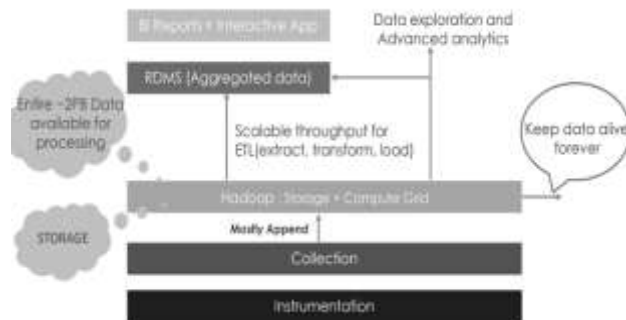 BI Reports + Interactive App
Data exploration and
Advanced analytics
RDMS (Aggregated data)
Entire ~2PB Data
available for
processing
Scalable throughput for
ETL(extract, transform, load)
Keep data alive
forever
Hadoop : Storage + Compute Grid
Mostly Append
STORAGE
Collection
Instrumentation